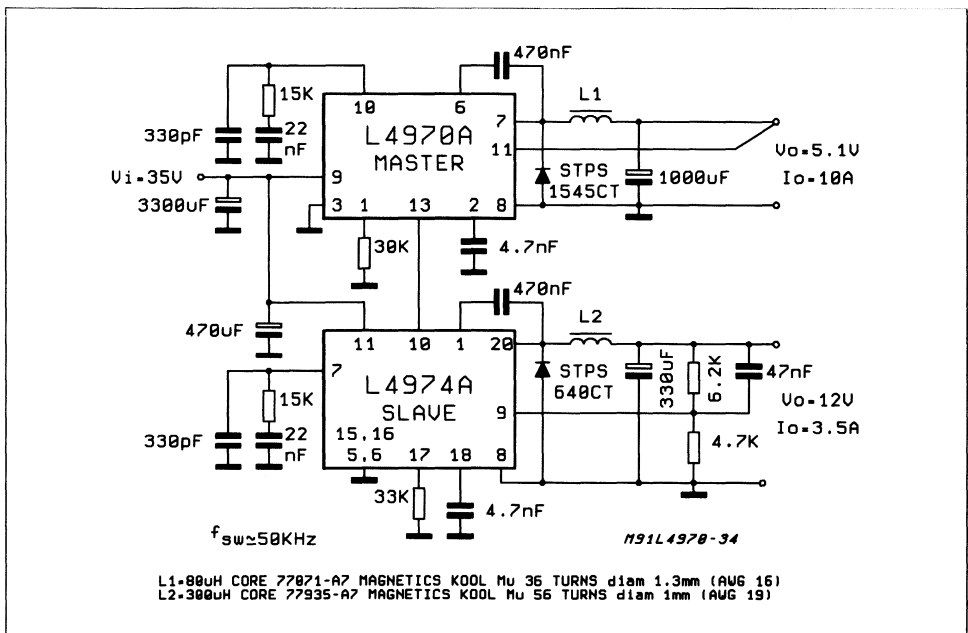 470nF
15K
10
6
L1
7
L4970A
MASTER
330pF
22
nF
11
Vo=5.1V
STPS
1545CT
1000uF
Io=10A
Vi=35V
9
3300uF
3
1
13
2
8
30K
4.7nF
470nF
L2
470uF
11
10
1
20
7
L4974A
SLAVE
STPS
640CT
330uF
6.2K
47nF
15K
9
Vo=12V
Io=3.5A
330pF
22
nF
15,16
5,6
17
18
8
4.7K
33K
4.7nF
fsw≃50KHz
M91L4970-34
L1=80uH CORE 77071-A7 MAGNETICS KOOL Mu 36 TURNS diam 1.3mm (AWG 16)
L2=300uH CORE 77935-A7 MAGNETICS KOOL Mu 56 TURNS diam 1mm (AWG 19)